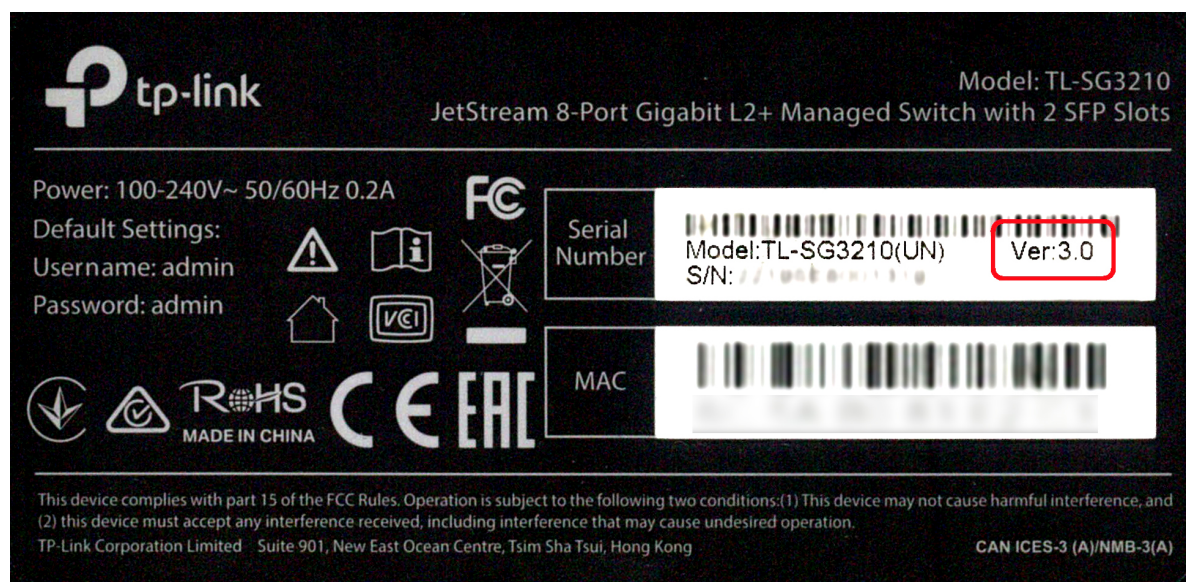 tp-link
Model: TL-SG3210
JetStream 8-Port Gigabit L2+ Managed Switch with 2 SFP Slots
Power: 100-240V~ 50/60Hz 0.2A
Default Settings:
Username: admin
Password: admin
FC
i
VCI
RoHS
MADE IN CHINA
CE
EAC
Serial
Number
Model:TL-SG3210(UN)
Ver:3.0
S/N:
MAC
This device complies with part 15 of the FCC Rules. Operation is subject to the following two conditions:(1) This device may not cause harmful interference, and
(2) this device must accept any interference received, including interference that may cause undesired operation.
TP-Link Corporation Limited Suite 901, New East Ocean Centre, Tsim Sha Tsui, Hong Kong
CAN ICES-3 (A)/NMB-3(A)